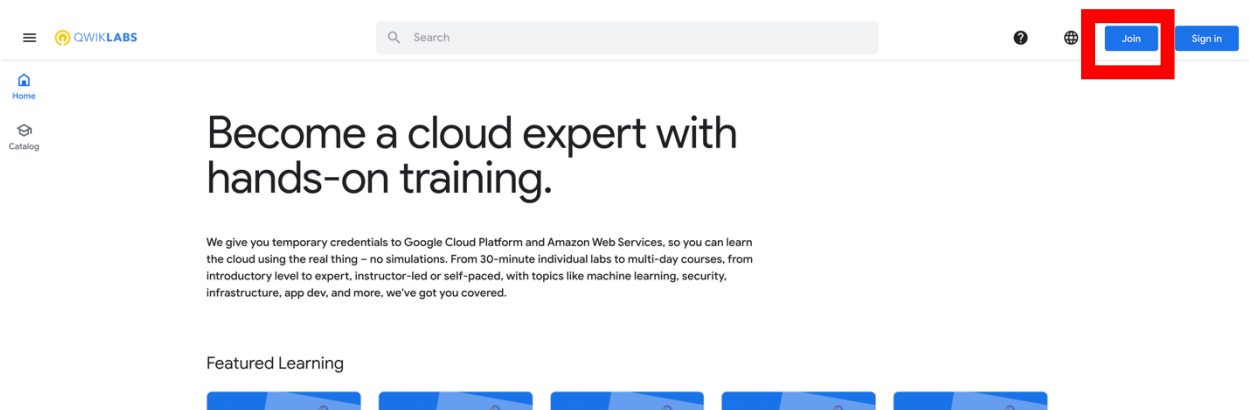 QWIKLABS
Search
Join
Sign in
Home
Catalog
Become a cloud expert with
hands-on training.
We give you temporary credentials to Google Cloud Platform and Amazon Web Services, so you can learn
the cloud using the real thing – no simulations. From 30-minute individual labs to multi-day courses, from
introductory level to expert, instructor-led or self-paced, with topics like machine learning, security,
infrastructure, app dev, and more, we've got you covered.
Featured Learning